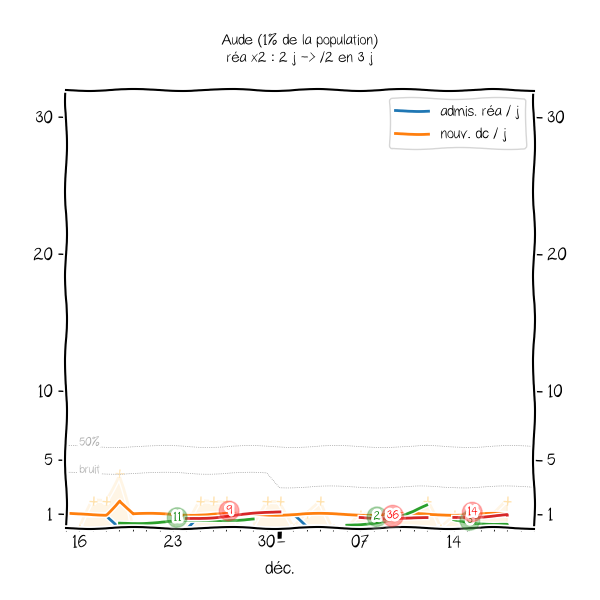 Aude (1% de la population)
réa x2 : 2 j -> /2 en 3 j
admis. réa / j
nouv. dc / j
30 30
20 20
10 10
50%
5 5
bruit
1 11 9 2 36 14 1
16 23 30 07 14
déc.